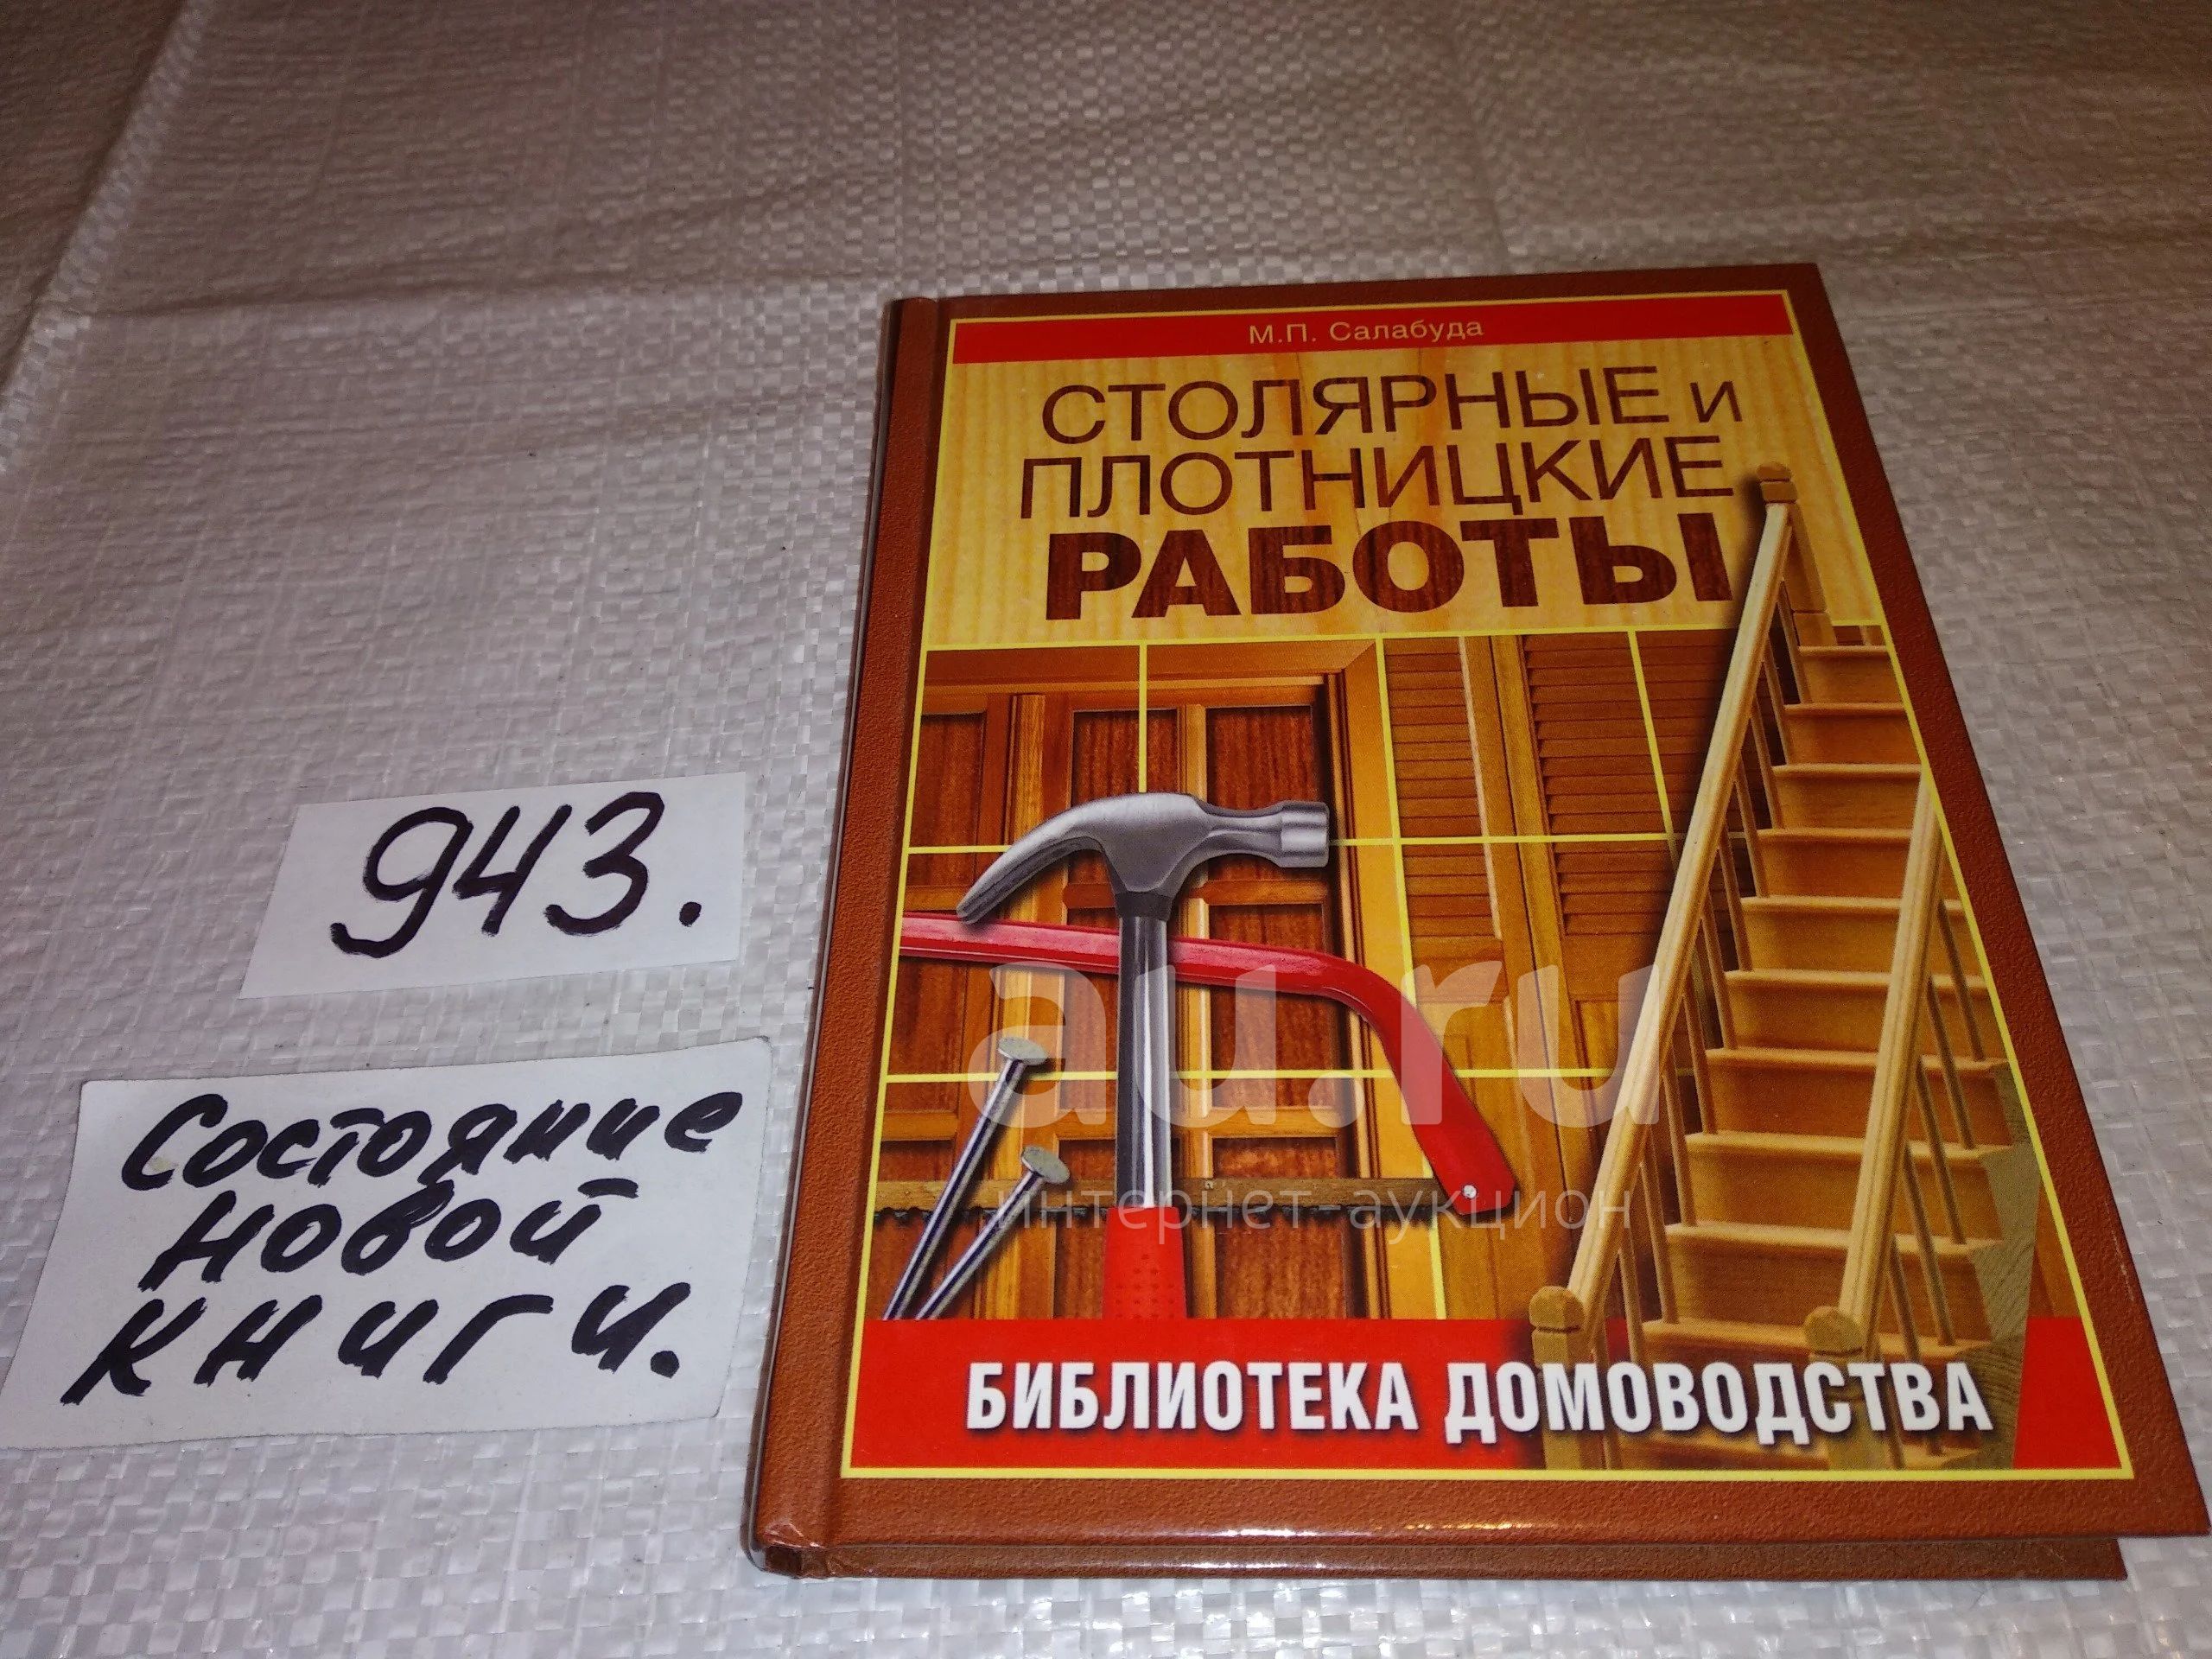 М.П. Салабуда
СТОЛЯРНЫЕ И
ПЛОТНИЦКИЕ
РАБОТЫ
943.
Состояние
новой
книги.
au.ru
интернет аукцион
БИБЛИОТЕКА ДОМОВОДСТВА